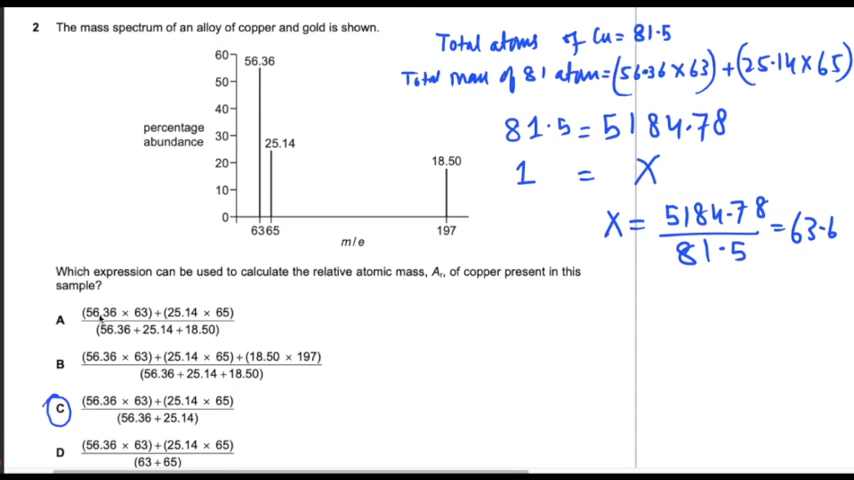 2 The mass spectrum of an alloy of copper and gold is shown.
60
56.36
50
40
percentage
abundance
30
25.14
20
18.50
10
0
63 65
197
m/e
Which expression can be used to calculate the relative atomic mass, Ar, of copper present in this
sample?
A (56.36 × 63) + (25.14 × 65)
(56.36 + 25.14 + 18.50)
B (56.36 × 63) + (25.14 × 65) + (18.50 × 197)
(56.36 + 25.14 + 18.50)
C (56.36 × 63) + (25.14 × 65)
(56.36 + 25.14)
D (56.36 × 63) + (25.14 × 65)
(63 + 65)
Total atoms of Cu = 81.5
Total mass of 81 atom = (56.36 × 63) + (25.14 × 65)
81.5 = 5184.78
1 = X
X = 5184.78
81.5
= 63.6